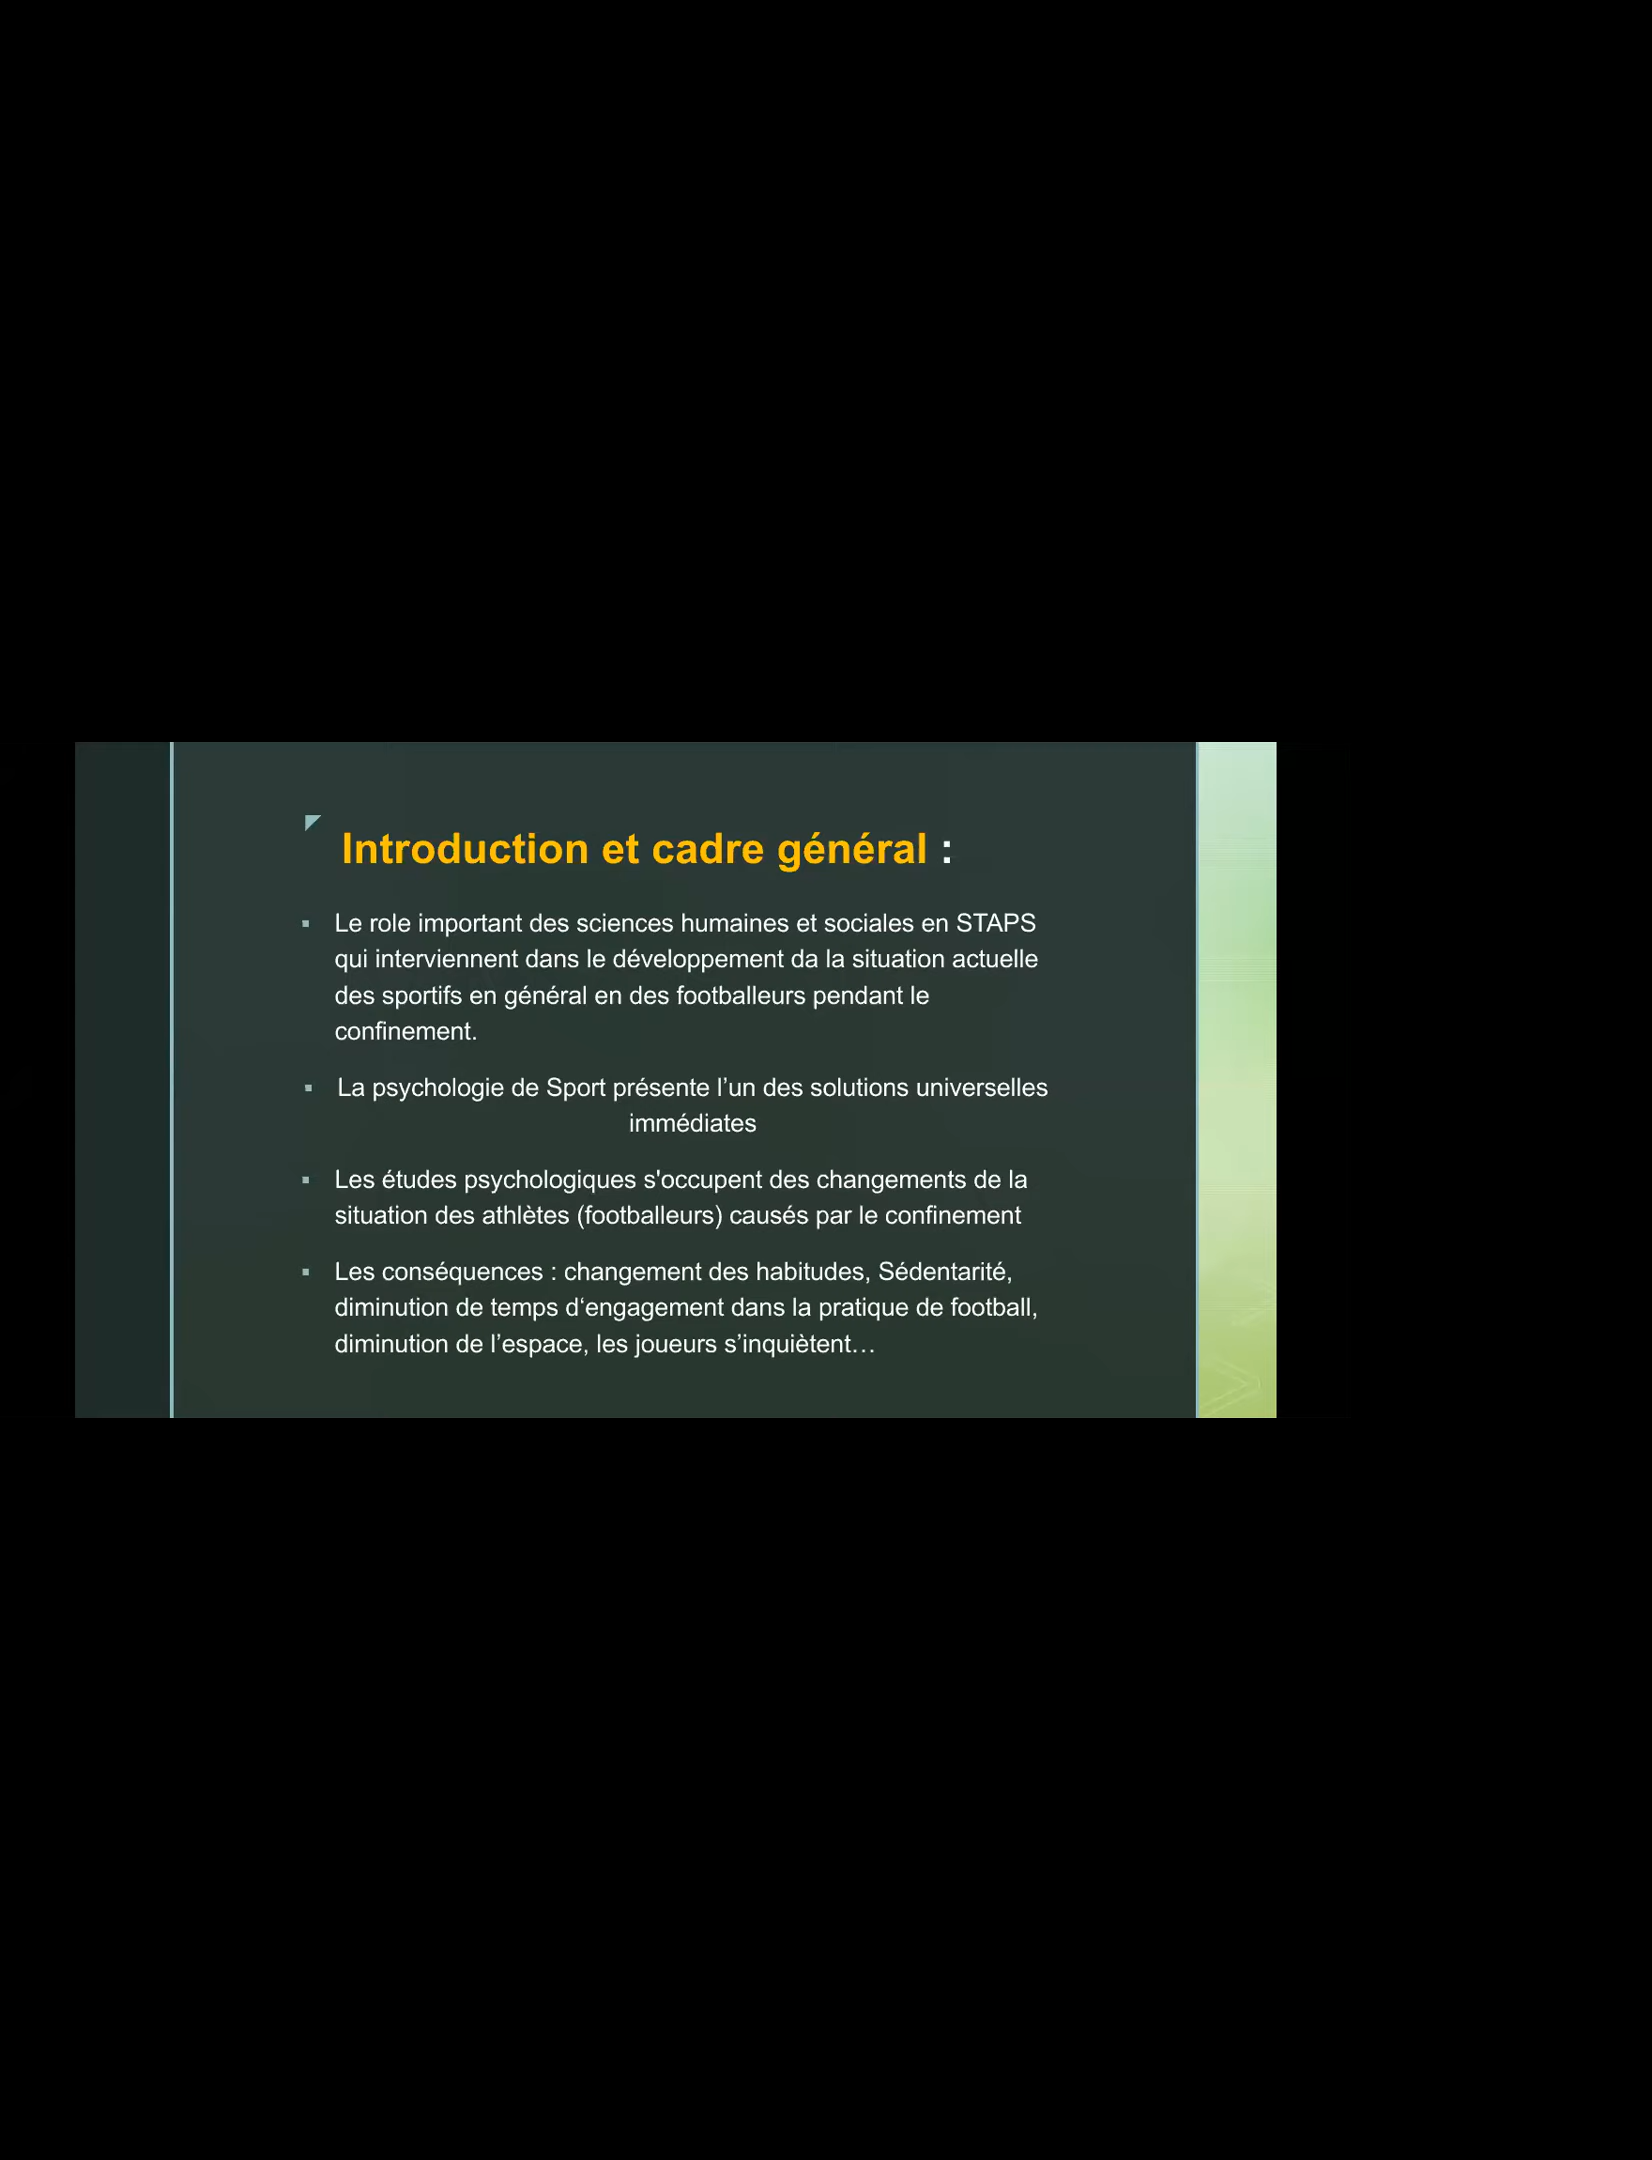 Introduction et cadre général :
▪ Le role important des sciences humaines et sociales en STAPS
qui interviennent dans le développement da la situation actuelle
des sportifs en général en des footballeurs pendant le
confinement.
▪ La psychologie de Sport présente l’un des solutions universelles
immédiates
▪ Les études psychologiques s'occupent des changements de la
situation des athlètes (footballeurs) causés par le confinement
▪ Les conséquences : changement des habitudes, Sédentarité,
diminution de temps d‘engagement dans la pratique de football,
diminution de l’espace, les joueurs s’inquiètent…